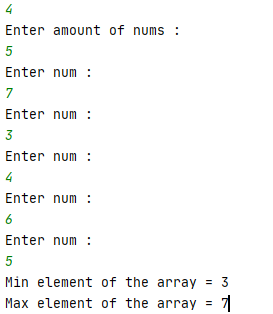 4
Enter amount of nums :
5
Enter num :
7
Enter num :
3
Enter num :
4
Enter num :
6
Enter num :
5
Min element of the array = 3
Max element of the array = 7